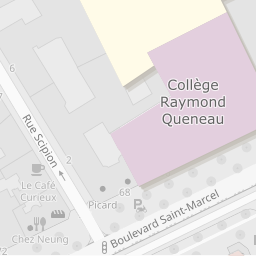 6
Collège
Raymond
Queneau
Rue Scipion
2
Le Café
Curieux
68
Picard
Chez Neung
Boulevard Saint-Marcel